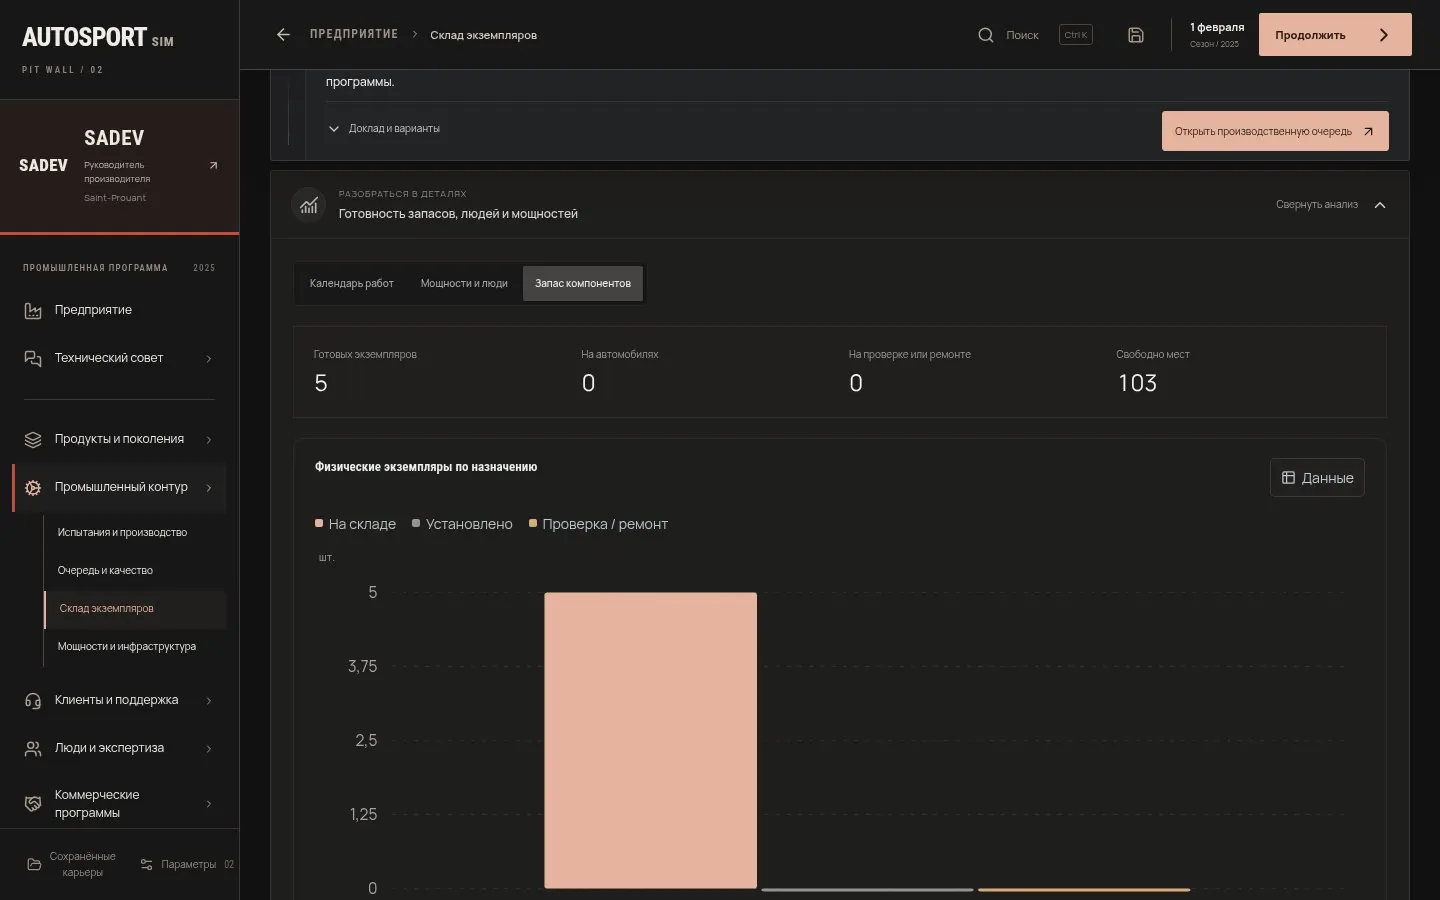 AUTOSPORT SIM
PIT WALL / 02
SADEV
SADEV
Руководитель
производителя
Saint-Prouant
ПРОМЫШЛЕННАЯ ПРОГРАММА 2025
Предприятие
Технический совет
Продукты и поколения
Промышленный контур
Испытания и производство
Очередь и качество
Склад экземпляров
Мощности и инфраструктура
Клиенты и поддержка
Люди и экспертиза
Коммерческие
программы
Сохранённые
карьеры
Параметры 02
ПРЕДПРИЯТИЕ
Склад экземпляров
Поиск
Ctrl K
1 февраля
Сезон / 2025
Продолжить
программы.
Доклад и варианты
Открыть производственную очередь
РАЗОБРАТЬСЯ В ДЕТАЛЯХ
Готовность запасов, людей и мощностей
Свернуть анализ
Календарь работ
Мощности и люди
Запас компонентов
Готовых экземпляров
5
На автомобилях
0
На проверке или ремонте
0
Свободно мест
103
Физические экземпляры по назначению
Данные
На складе
Установлено
Проверка / ремонт
шт.
5
3,75
2,5
1,25
0